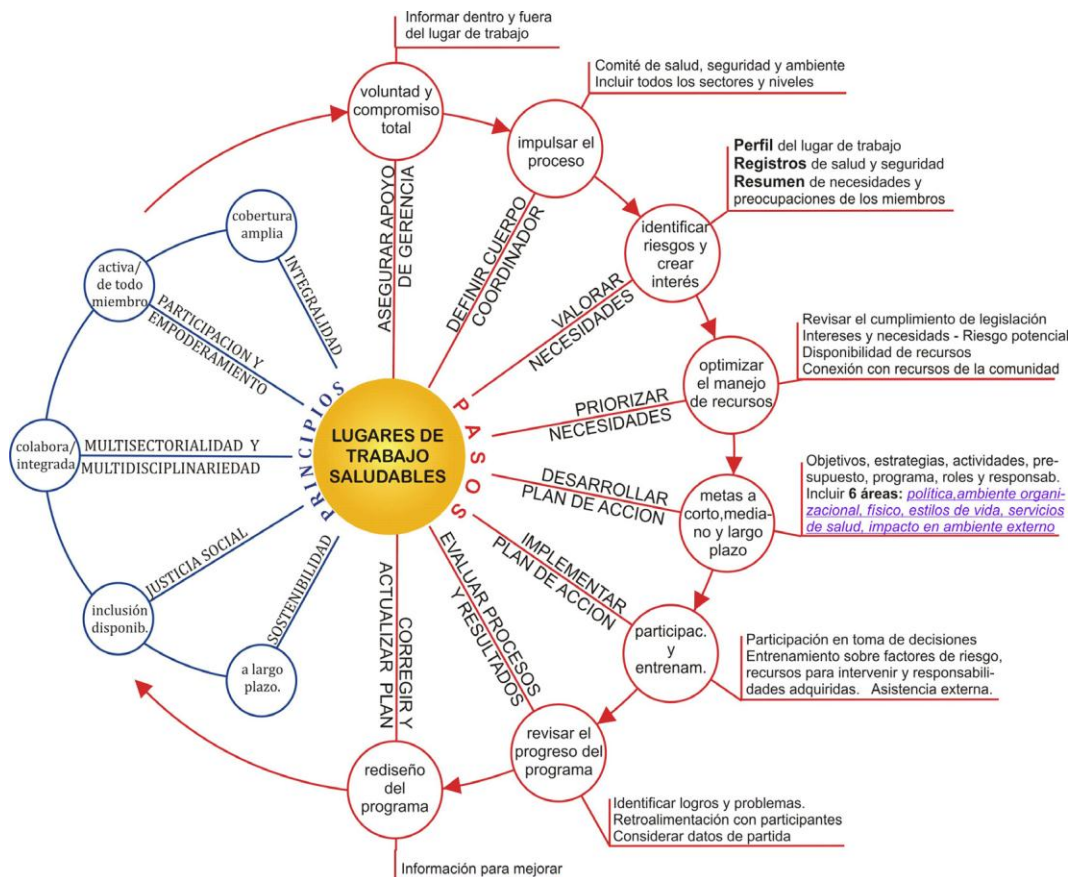 LUGARES DE
TRABAJO
SALUDABLES
PASOS
ASEGURAR APOYO
DE GERENCIA
voluntad y
compromiso
total
Informar dentro y fuera
del lugar de trabajo
DEFINIR CUERPO
COORDINADOR
impulsar el
proceso
Comité de salud, seguridad y ambiente
Incluir todos los sectores y niveles
VALORAR
NECESIDADES
identificar
riesgos y
crear
interés
Perfil del lugar de trabajo
Registros de salud y seguridad
Resumen de necesidades y
preocupaciones de los miembros
PRIORIZAR
NECESIDADES
optimizar
el manejo
de recursos
Revisar el cumplimiento de legislación
Intereses y necesidads - Riesgo potencial
Disponibilidad de recursos
Conexión con recursos de la comunidad
DESARROLLAR
PLAN DE ACCION
metas a
corto,media-
no y largo
plazo
Objetivos, estrategias, actividades, pre-
supuesto, programa, roles y responsab.
Incluir 6 áreas: política,ambiente organi-
zacional, físico, estilos de vida, servicios
de salud, impacto en ambiente externo
IMPLEMENTAR
PLAN DE ACCION
participac.
y
entrenam.
Participación en toma de decisiones
Entrenamiento sobre factores de riesgo,
recursos para intervenir y responsabili-
dades adquiridas. Asistencia externa.
EVALUAR PROCESOS
Y RESULTADOS
revisar el
progreso del
programa
Identificar logros y problemas.
Retroalimentación con participantes
Considerar datos de partida
CORREGIR Y
ACTUALIZAR PLAN
rediseño
del
programa
Información para mejorar
PRINCIPIOS
INTEGRALIDAD
cobertura
amplia
PARTICIPACION Y
EMPODERAMIENTO
activa/
de todo
miembro
MULTISECTORIALIDAD Y
MULTIDISCIPLINARIEDAD
colabora/
integrada
JUSTICIA SOCIAL
inclusión
disponib.
SOSTENIBILIDAD
a largo
plazo.